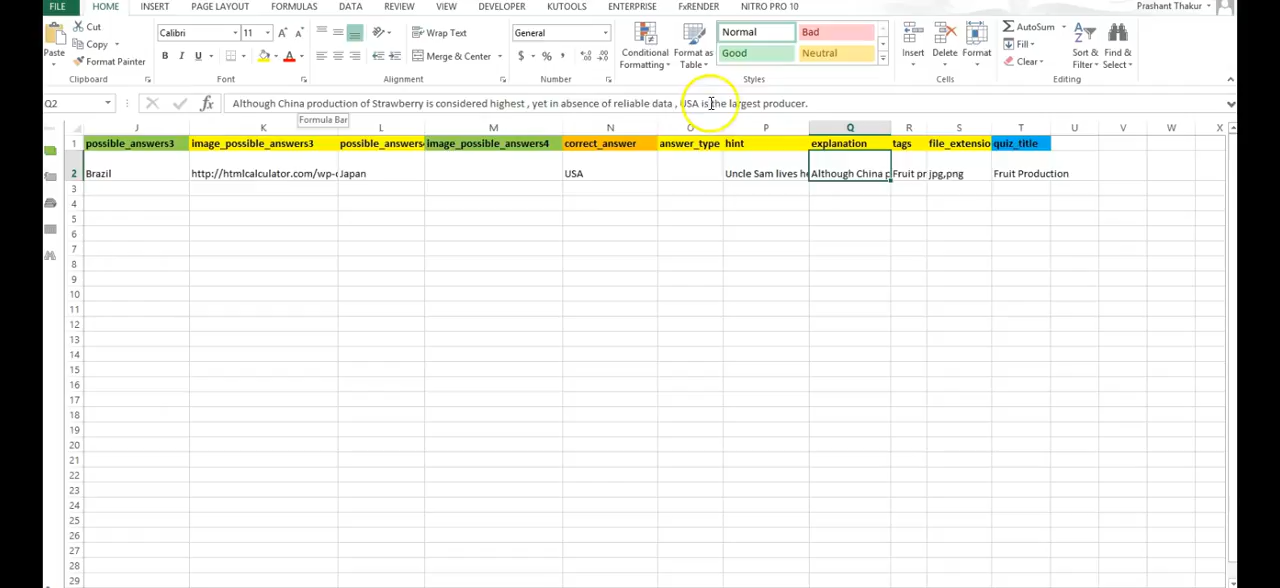 FILE HOME INSERT PAGE LAYOUT FORMULAS DATA REVIEW VIEW DEVELOPER KUTOOLS ENTERPRISE FxRENDER NITRO PRO 10 Prashant Thakur
Paste
Cut
Copy
Format Painter
Clipboard
Calibri 11
B I U
Font
Wrap Text
Merge & Center
Alignment
General
$ % ,
Number
Conditional Formatting
Format as Table
Normal Bad
Good Neutral
Styles
Insert Delete Format
Cells
AutoSum
Fill
Clear
Sort & Filter
Find & Select
Editing
Q2 fx Although China production of Strawberry is considered highest , yet in absence of reliable data , USA is the largest producer.
Formula Bar
J K L M N O P Q R S T U V W X
1 possible_answers3 image_possible_answers3 possible_answers image_possible_answers4 correct_answer answer_type hint explanation tags file_extensio quiz_title
2 Brazil http://htmlcalculator.com/wp-c Japan USA Uncle Sam lives he Although China p Fruit pr jpg,png Fruit Production
3
4
5
6
7
8
9
10
11
12
13
14
15
16
17
18
19
20
21
22
23
24
25
26
27
28
29